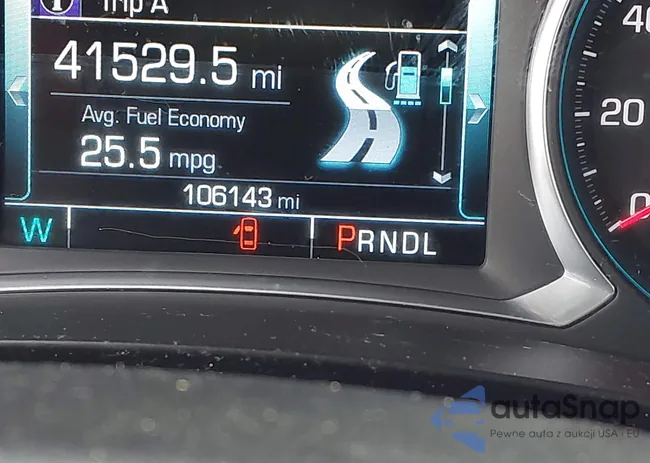 Trip A
41529.5 mi
Avg. Fuel Economy
25.5 mpg
106143 mi
W
PRNDL
40
20
0
autaSnap
Pewne auta z aukcji USA i EU